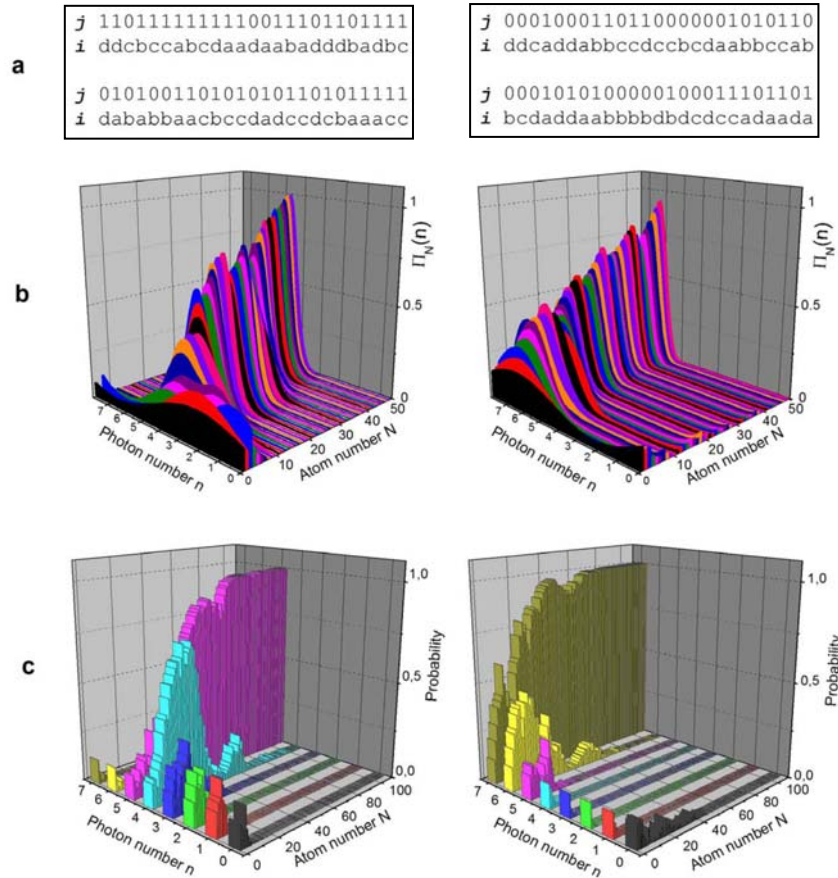 a
j 1101111111110011101101111
i ddcbccabcdaadaabadddbadbc
j 0101001101010101101011111
i dababbaacbccdadccdcbaaacc
j 0001000110110000001010110
i ddcaddabbccdccbcdaabbccab
j 0001010100000100011101101
i bcdaddaabbbbdbdcdccadaada
b
1
0.5
0
Π_N(n)
7 6 5 4 3 2 1 0
Photon number n
0 10 20 30 40 50
Atom number N
1
0.5
0
Π_N(n)
7 6 5 4 3 2 1 0
Photon number n
0 10 20 30 40 50
Atom number N
c
1,0
0,5
0,0
Probability
7 6 5 4 3 2 1 0
Photon number n
0 20 40 60 80 100
Atom number N
1,0
0,5
0,0
Probability
7 6 5 4 3 2 1 0
Photon number n
0 20 40 60 80 100
Atom number N